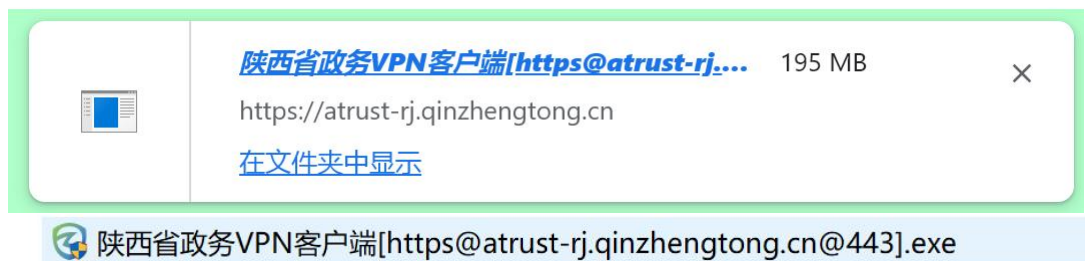 陕西省政务VPN客户端[https@atrust-rj.... 195 MB
https://atrust-rj.qinzhengtong.cn
在文件夹中显示
陕西省政务VPN客户端[https@atrust-rj.qinzhengtong.cn@443].exe